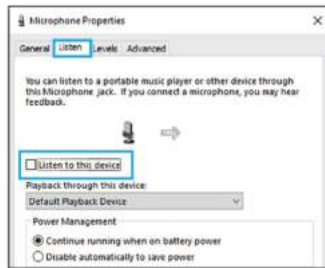 Microphone Properties
General Listen Levels Advanced
You can listen to a portable music player or other device through
this Microphone jack. If you connect a microphone, you may hear
feedback.
Listen to this device
Playback through this device:
Default Playback Device
Power Management
Continue running when on battery power
Disable automatically to save power